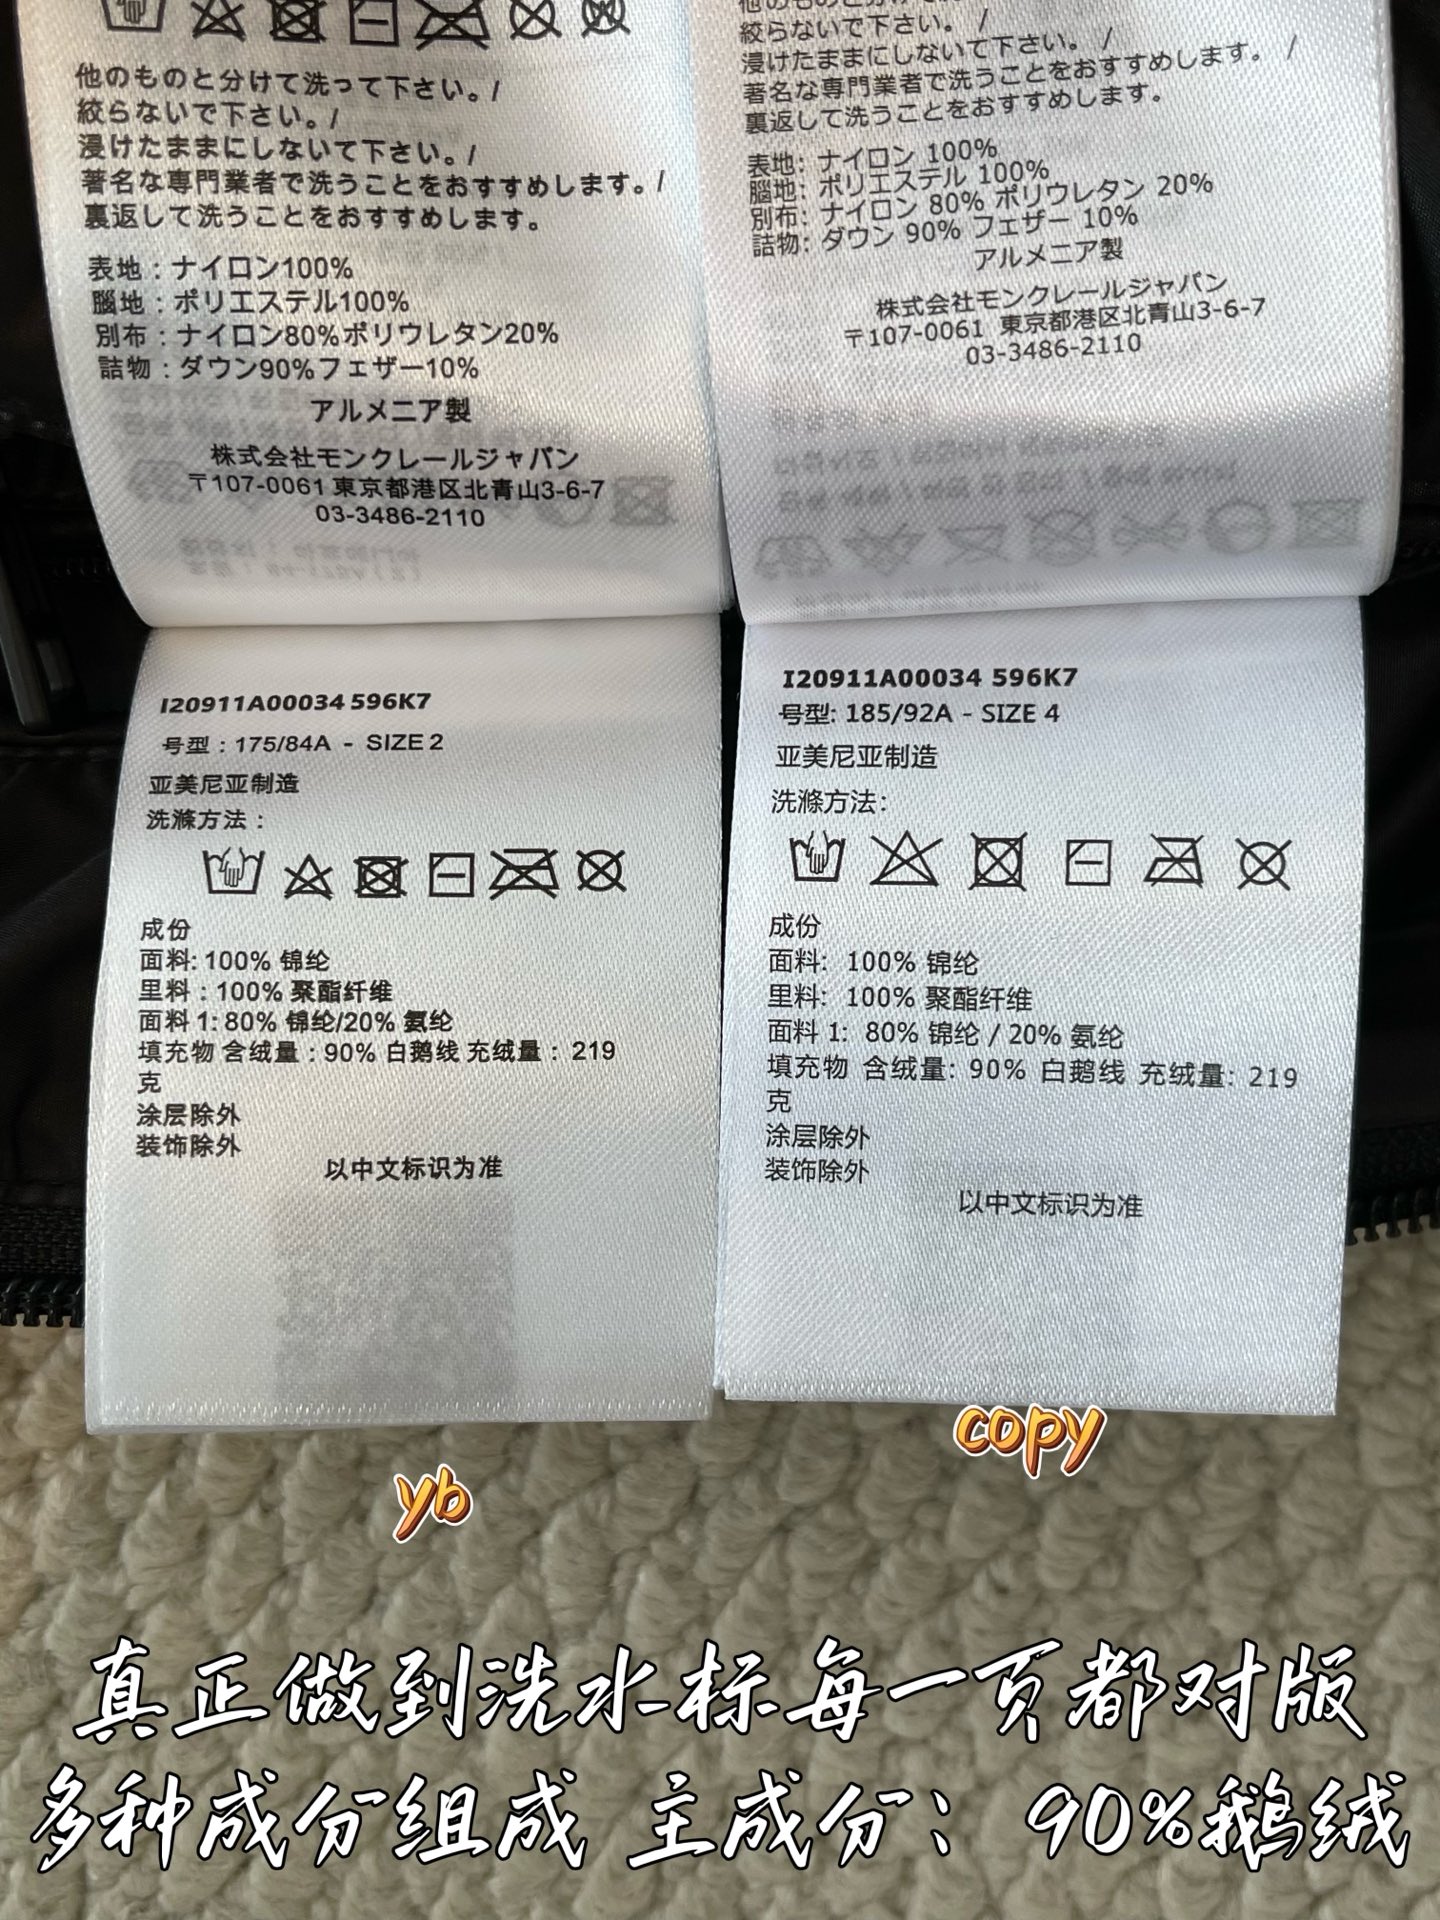 他のものと分けて洗って下さい。/
絞らないで下さい。/
浸けたままにしないて下さい。/
著名な専門業者で洗うことをおすすめします。/
裏返して洗うことをおすすめします。
表地：ナイロン100%
腦地：ポリエステル100%
別布：ナイロン80%ポリウレタン20%
詰物：ダウン90%フェザー10%
アルメニア製
株式会社モンクレールジャパン
〒107-0061 東京都港区北青山3-6-7
03-3486-2110
絞らないで下さい。 /
浸けたままにしないて下さい。 /
著名な専門業者で洗うことをおすすめします。 /
裏返して洗うことをおすすめします。
表地: ナイロン 100%
腦地: ポリエステル 100%
別布: ナイロン 80% ポリウレタン 20%
詰物: ダウン 90% フェザー 10%
アルメニア製
株式会社モンクレールジャパン
〒107-0061 東京都港区北青山3-6-7
03-3486-2110
I20911A00034 596K7
号型：175/84A - SIZE 2
亚美尼亚制造
洗滌方法：
成份
面料: 100% 锦纶
里料：100% 聚酯纤维
面料 1: 80% 锦纶/20% 氨纶
填充物 含绒量：90% 白鹅线 充绒量：219
克
涂层除外
装饰除外
以中文标识为准
I20911A00034 596K7
号型: 185/92A - SIZE 4
亚美尼亚制造
洗滌方法:
成份
面料: 100% 锦纶
里料: 100% 聚酯纤维
面料 1: 80% 锦纶 / 20% 氨纶
填充物 含绒量: 90% 白鹅线 充绒量: 219
克
涂层除外
装饰除外
以中文标识为准
copy
yb
真正做到洗水标每一页都对版
多种成分组成 主成分：90%鹅绒